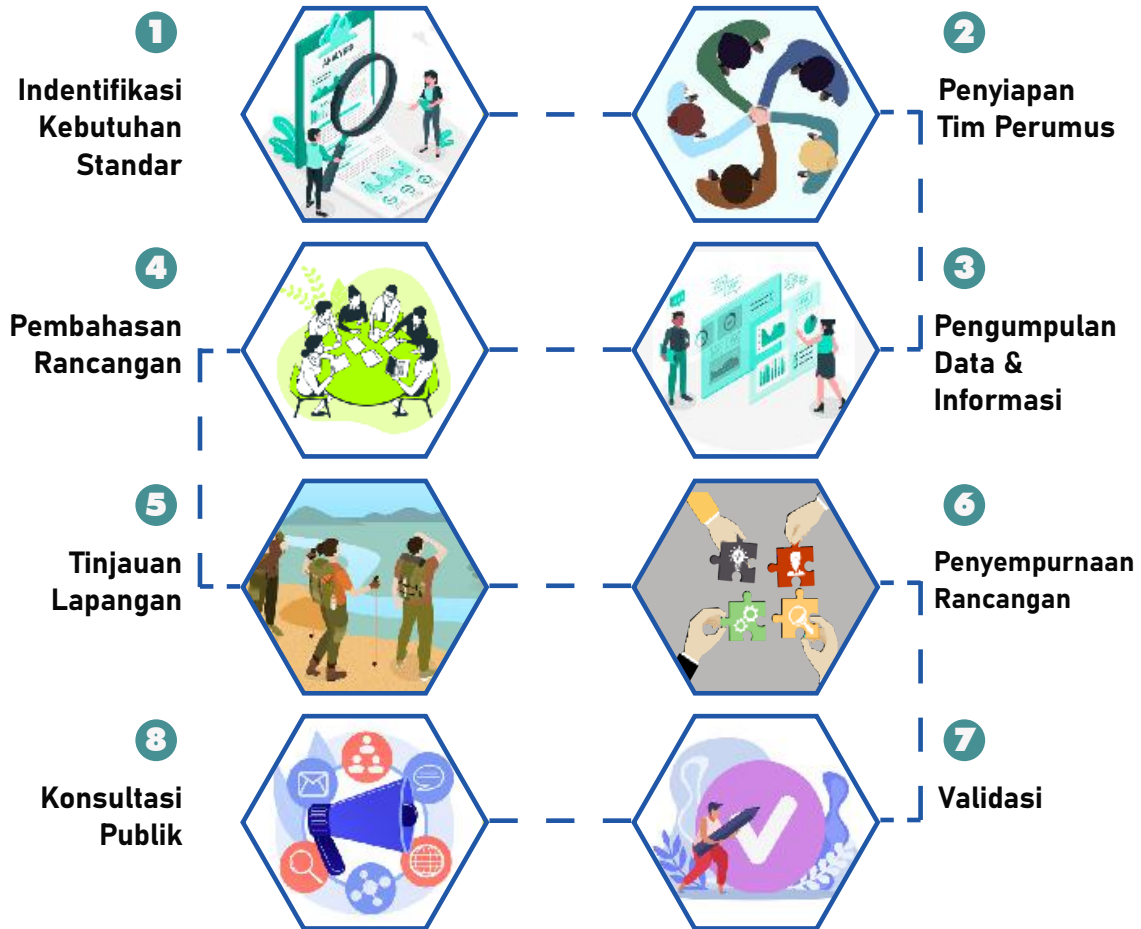 1
Indentifikasi
Kebutuhan
Standar
2
Penyiapan
Tim Perumus
3
Pengumpulan
Data &
Informasi
4
Pembahasan
Rancangan
5
Tinjauan
Lapangan
6
Penyempurnaan
Rancangan
7
Validasi
8
Konsultasi
Publik